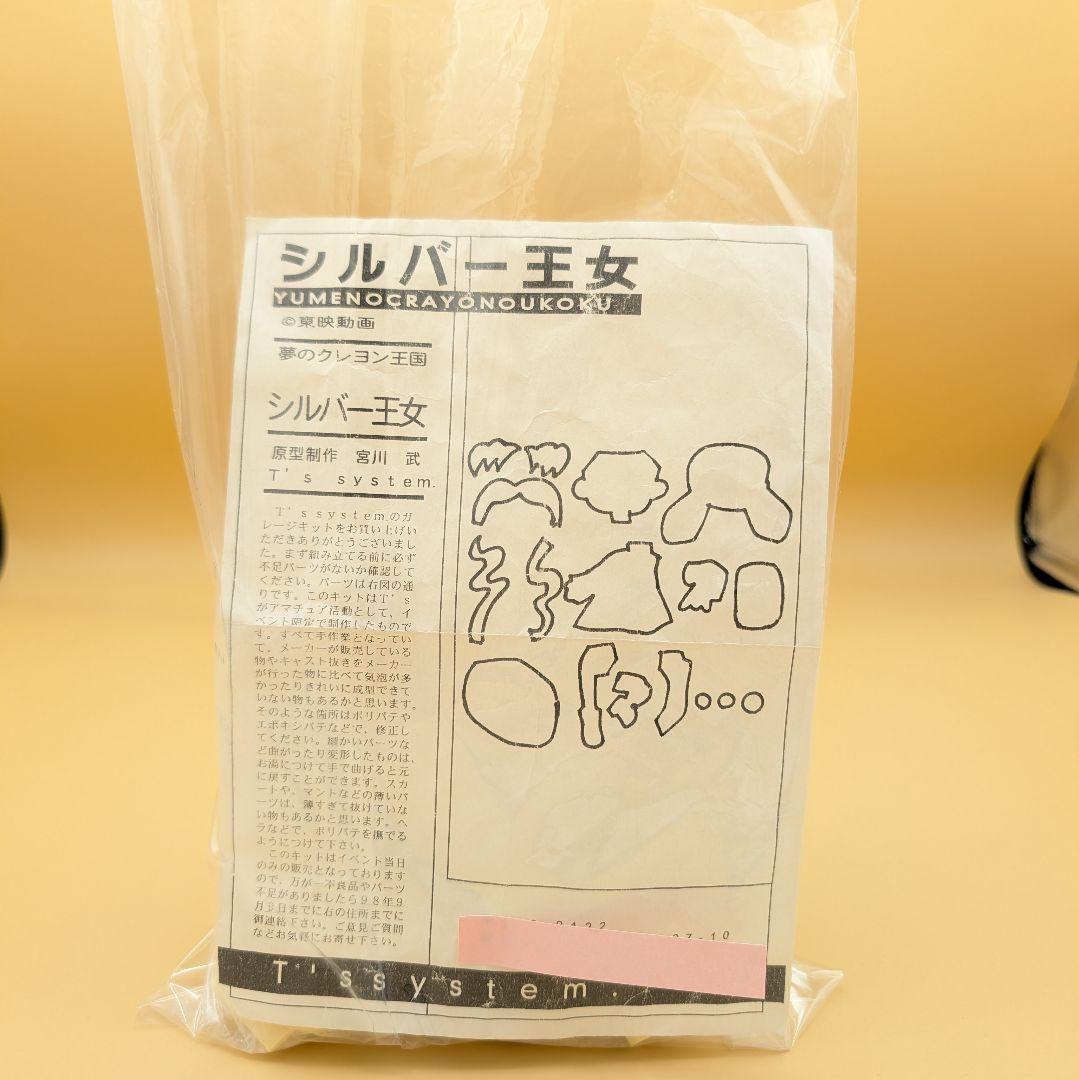 シルバー王女
YUMENOCRAYONOUKOKU
©東映動画
夢のクレヨン王国
シルバー王女
原型制作 宮川 武
T's system.
T's system.のガ
レージキットをお買い上げい
ただきありがとうございまし
た。まず組み立てる前に必ず
不足パーツがないか確認して
ください。パーツは右図の通
りです。このキットはT's
がアマチュア活動として、イ
ベント限定で制作したもので
す。すべて手作業となってい
て、メーカーが販売している
物やキャスト抜きをメーカー
が行った物に比べて気泡が多
かったりきれいに成型できて
いない物もあるかと思います。
そのような箇所はポリパテや
エポキシパテなどで、修正し
てください。細かいパーツな
ど曲がったり変形したものは、
お湯につけて手で曲げると元
に戻すことができます。スカ
ートや、マントなどの薄いパ
ーツは、薄すぎて抜けていな
い物もあるかと思います。ヘ
ラなどで、ポリパテを撫でる
ようにつけて下さい。
このキットはイベント当日
のみの販売となっております
ので、万が一不良品やパーツ
不足がありましたら98年9
月 日までに右の住所までに
御連絡下さい。ご意見ご質問
などお気軽にお寄せ下さい。
0122
27-10
T's system.